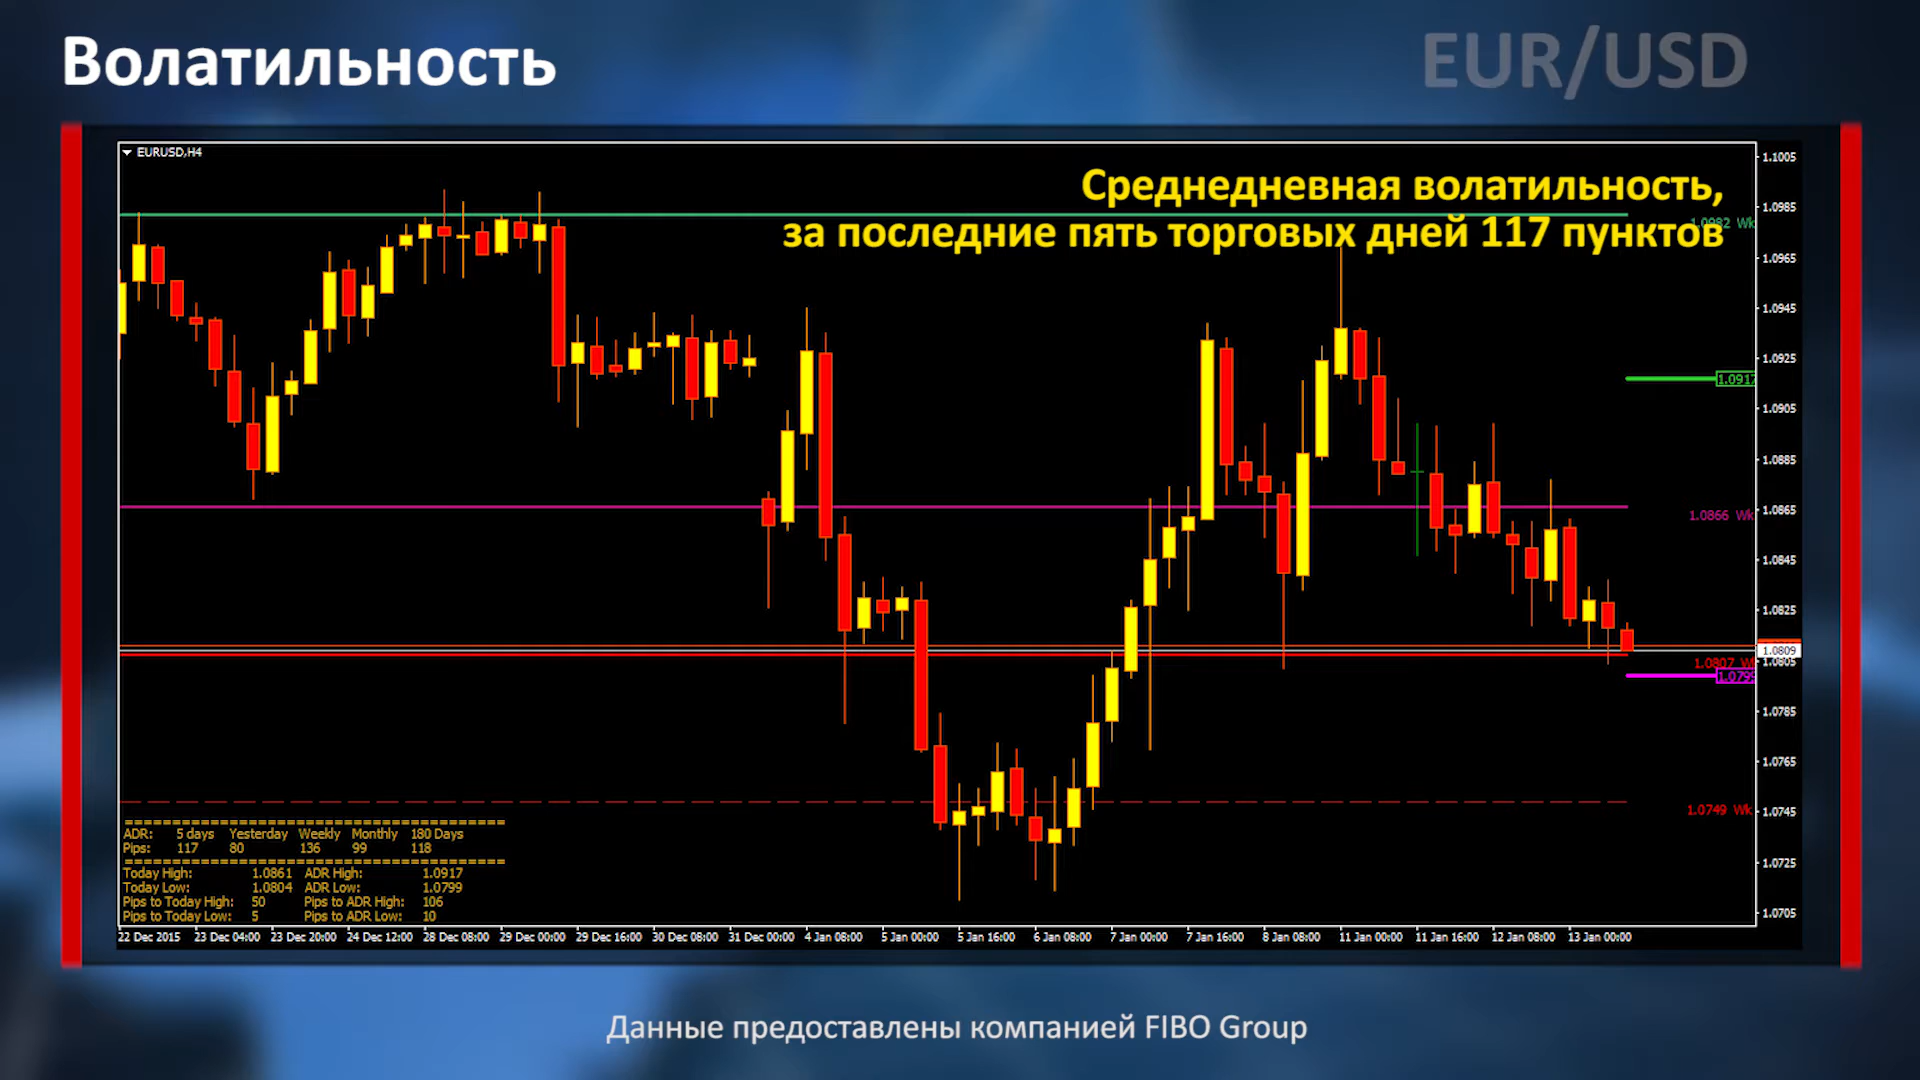 Волатильность
EUR/USD
EURUSD,H4
Среднедневная волатильность,
за последние пять торговых дней 117 пунктов
1.1005
1.0985
1.0982 Wk
1.0965
1.0945
1.0925
1.0917
1.0905
1.0885
1.0865
1.0866 Wk
1.0845
1.0825
1.0809
1.0805
1.0807 W
1.0799
1.0785
1.0765
1.0749 Wk
1.0745
1.0725
1.0705
ADR: 5 days Yesterday Weekly Monthly 180 Days
Pips: 117 80 136 99 118
Today High: 1.0861 ADR High: 1.0917
Today Low: 1.0804 ADR Low: 1.0799
Pips to Today High: 50 Pips to ADR High: 106
Pips to Today Low: 5 Pips to ADR Low: 10
22 Dec 2015 23 Dec 04:00 23 Dec 20:00 24 Dec 12:00 28 Dec 08:00 29 Dec 00:00 29 Dec 16:00 30 Dec 08:00 31 Dec 00:00 4 Jan 08:00 5 Jan 00:00 5 Jan 16:00 6 Jan 08:00 7 Jan 00:00 7 Jan 16:00 8 Jan 08:00 11 Jan 00:00 11 Jan 16:00 12 Jan 08:00 13 Jan 00:00
Данные предоставлены компанией FIBO Group